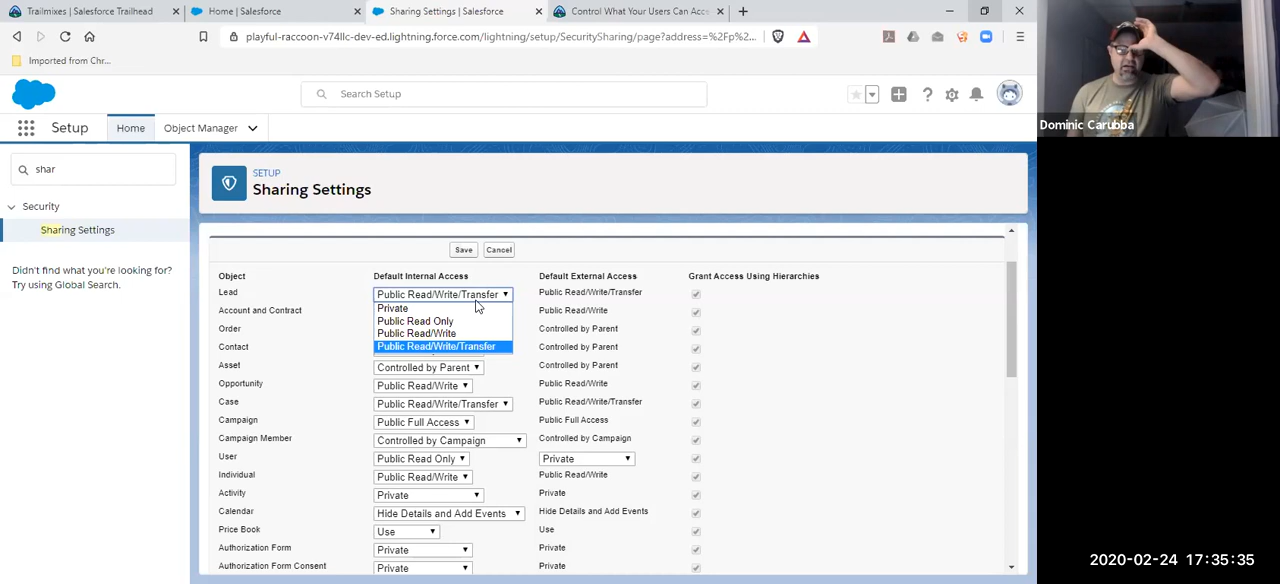 Trailmixes | Salesforce Trailhead
Home | Salesforce
Sharing Settings | Salesforce
Control What Your Users Can Acc
playful-raccoon-v74llc-dev-ed.lightning.force.com/lightning/setup/SecuritySharing/page?address=%2Fp%2...
Imported from Chr...
Search Setup
Dominic Carubba
Setup
Home
Object Manager
shar
Security
Sharing Settings
Didn't find what you're looking for?
Try using Global Search.
SETUP
Sharing Settings
Save Cancel
Object Default Internal Access Default External Access Grant Access Using Hierarchies
Lead Public Read/Write/Transfer Public Read/Write/Transfer
Private
Public Read Only
Public Read/Write
Public Read/Write/Transfer
Account and Contract Public Read/Write
Order Controlled by Parent
Contact Controlled by Parent
Asset Controlled by Parent Controlled by Parent
Opportunity Public Read/Write Public Read/Write
Case Public Read/Write/Transfer Public Read/Write/Transfer
Campaign Public Full Access Public Full Access
Campaign Member Controlled by Campaign Controlled by Campaign
User Public Read Only Private
Individual Public Read/Write Public Read/Write
Activity Private Private
Calendar Hide Details and Add Events Hide Details and Add Events
Price Book Use Use
Authorization Form Private Private
Authorization Form Consent Private Private
2020-02-24 17:35:35